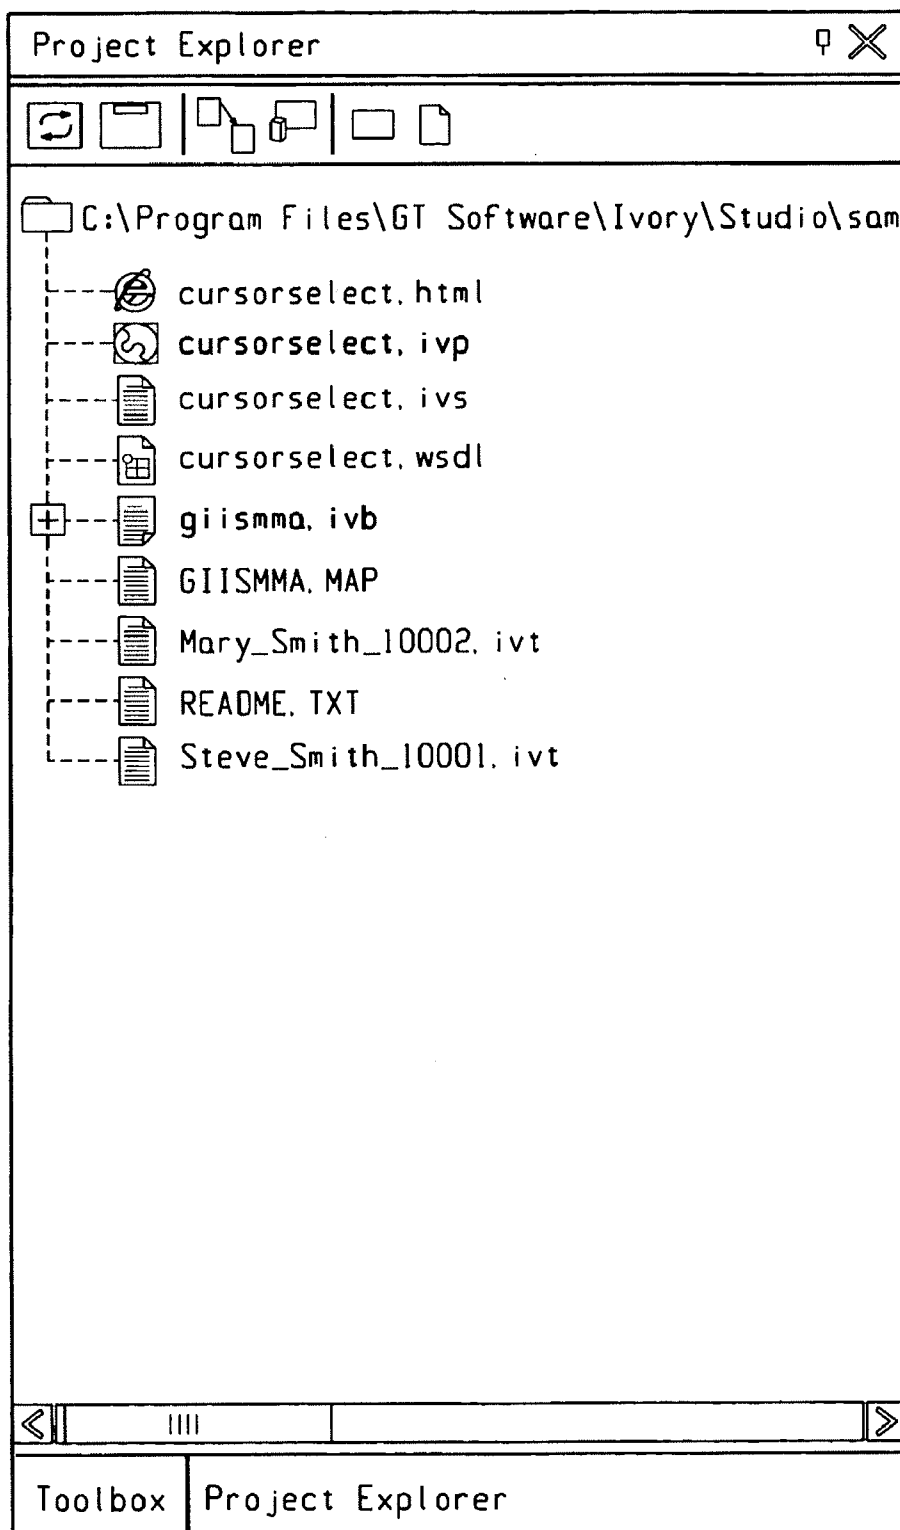 Project Explorer
C:\Program Files\GT Software\Ivory\Studio\sam
cursorselect.html
cursorselect.ivp
cursorselect.ivs
cursorselect.wsdl
giismma.ivb
GIISMMA.MAP
Mary_Smith_10002.ivt
README.TXT
Steve_Smith_10001.ivt
Toolbox Project Explorer